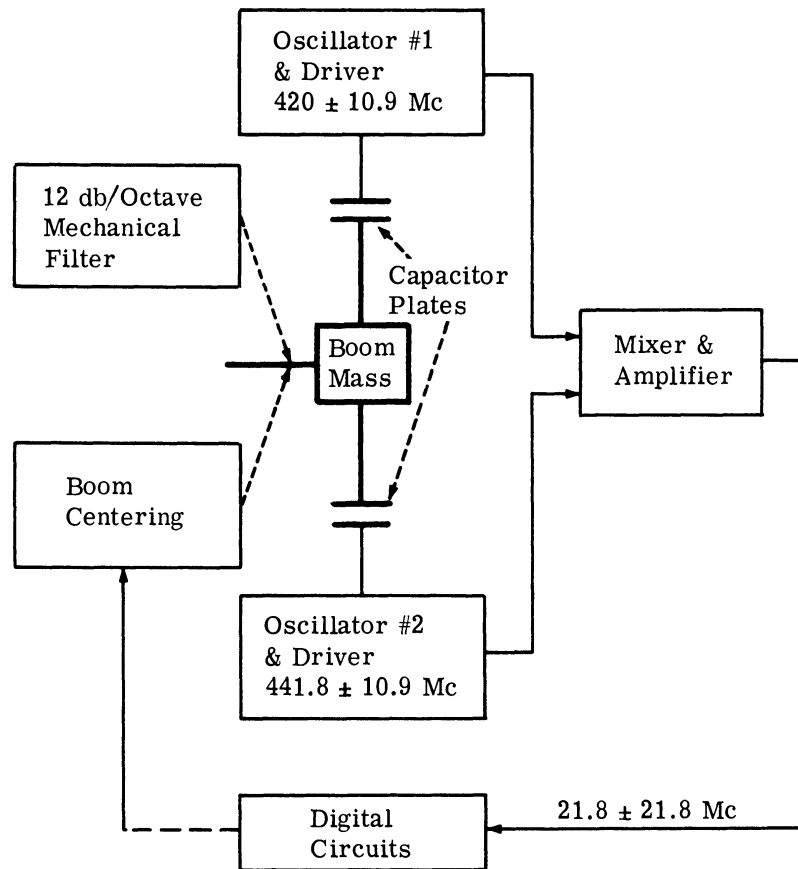 Oscillator #1
& Driver
420 ± 10.9 Mc
12 db/Octave
Mechanical
Filter
Capacitor
Plates
Boom
Mass
Mixer &
Amplifier
Boom
Centering
Oscillator #2
& Driver
441.8 ± 10.9 Mc
21.8 ± 21.8 Mc
Digital
Circuits